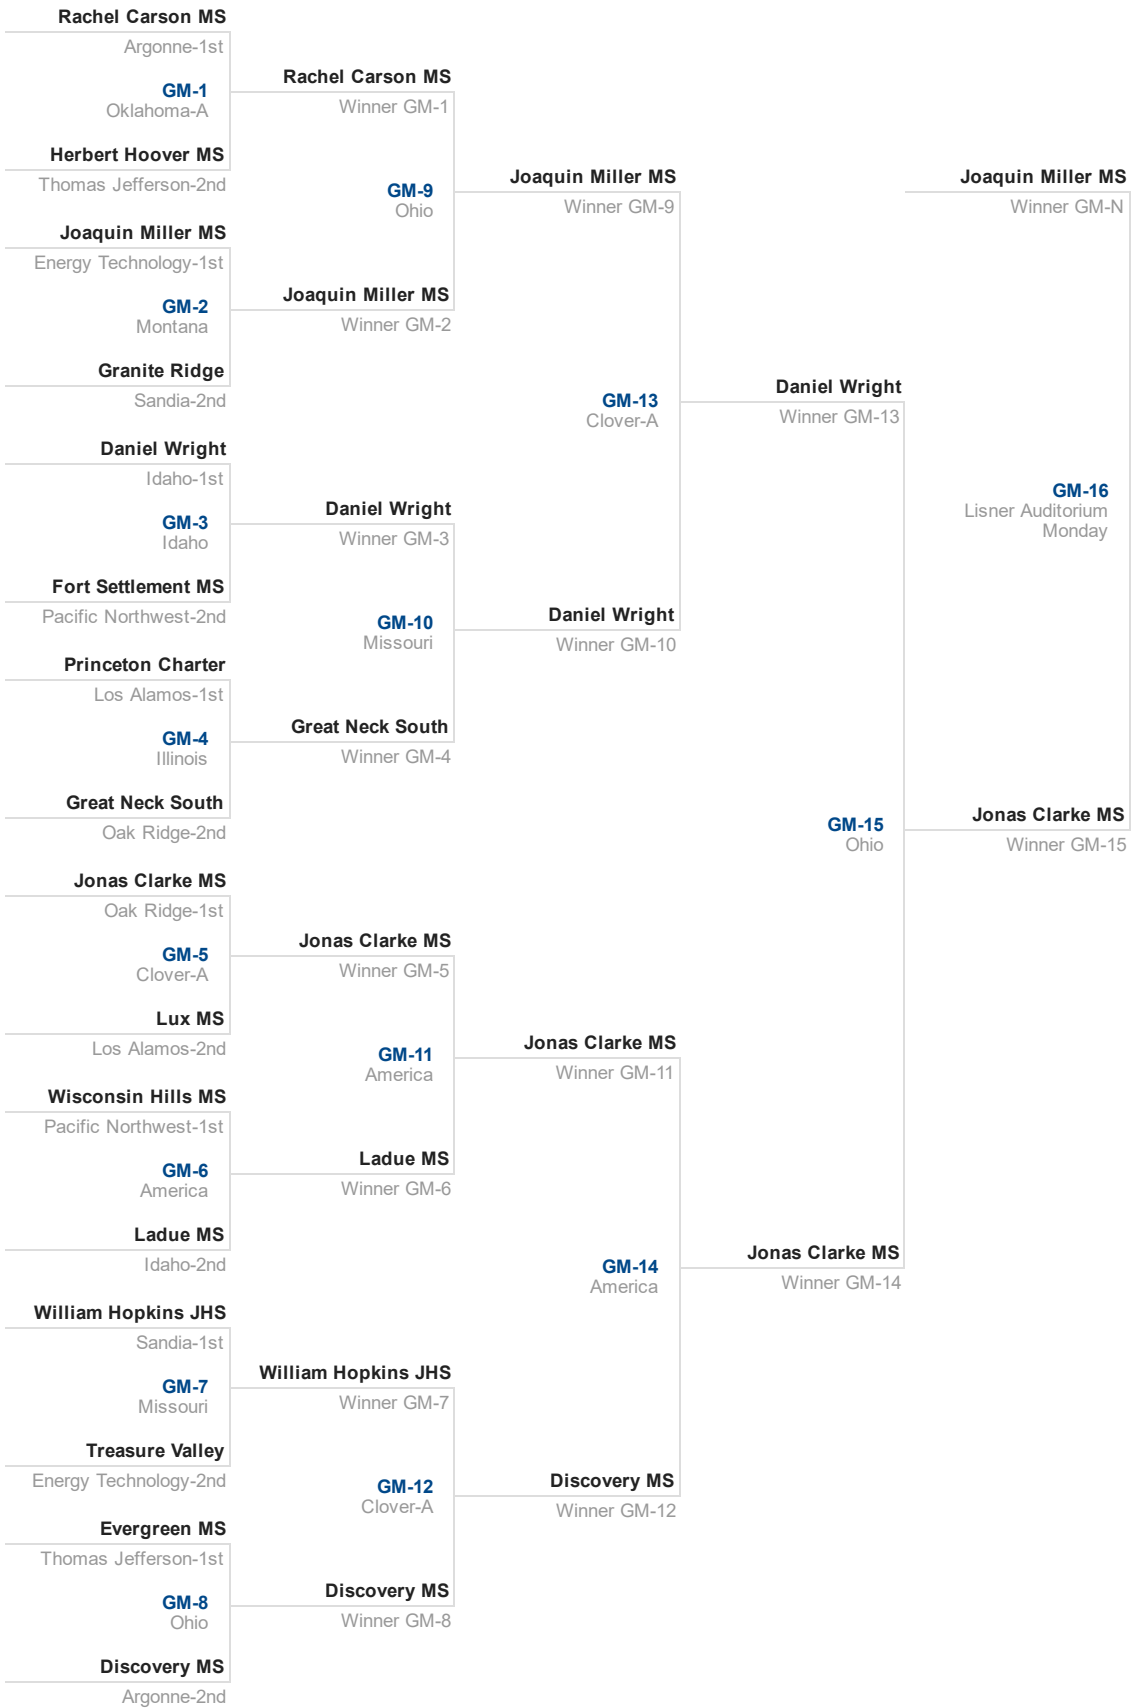 Rachel Carson MS
Argonne-1st
GM-1
Oklahoma-A
Herbert Hoover MS
Thomas Jefferson-2nd
Joaquin Miller MS
Energy Technology-1st
GM-2
Montana
Granite Ridge
Sandia-2nd
Daniel Wright
Idaho-1st
GM-3
Idaho
Fort Settlement MS
Pacific Northwest-2nd
Princeton Charter
Los Alamos-1st
GM-4
Illinois
Great Neck South
Oak Ridge-2nd
Jonas Clarke MS
Oak Ridge-1st
GM-5
Clover-A
Lux MS
Los Alamos-2nd
Wisconsin Hills MS
Pacific Northwest-1st
GM-6
America
Ladue MS
Idaho-2nd
William Hopkins JHS
Sandia-1st
GM-7
Missouri
Treasure Valley
Energy Technology-2nd
Evergreen MS
Thomas Jefferson-1st
GM-8
Ohio
Discovery MS
Argonne-2nd
Rachel Carson MS
Winner GM-1
GM-9
Ohio
Joaquin Miller MS
Winner GM-2
Daniel Wright
Winner GM-3
GM-10
Missouri
Great Neck South
Winner GM-4
Jonas Clarke MS
Winner GM-5
GM-11
America
Ladue MS
Winner GM-6
William Hopkins JHS
Winner GM-7
GM-12
Clover-A
Discovery MS
Winner GM-8
Joaquin Miller MS
Winner GM-9
GM-13
Clover-A
Daniel Wright
Winner GM-10
Jonas Clarke MS
Winner GM-11
GM-14
America
Discovery MS
Winner GM-12
Daniel Wright
Winner GM-13
GM-15
Ohio
Jonas Clarke MS
Winner GM-14
Joaquin Miller MS
Winner GM-N
GM-16
Lisner Auditorium
Monday
Jonas Clarke MS
Winner GM-15